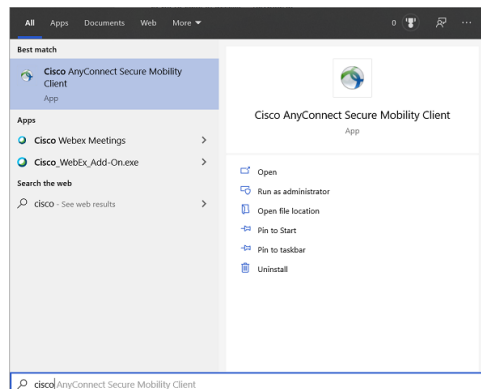 All Apps Documents Web More
0
Best match
Cisco AnyConnect Secure Mobility
Client
App
Apps
Cisco Webex Meetings
Cisco_WebEx_Add-On.exe
Search the web
cisco - See web results
Cisco AnyConnect Secure Mobility Client
App
Open
Run as administrator
Open file location
Pin to Start
Pin to taskbar
Uninstall
cisco AnyConnect Secure Mobility Client